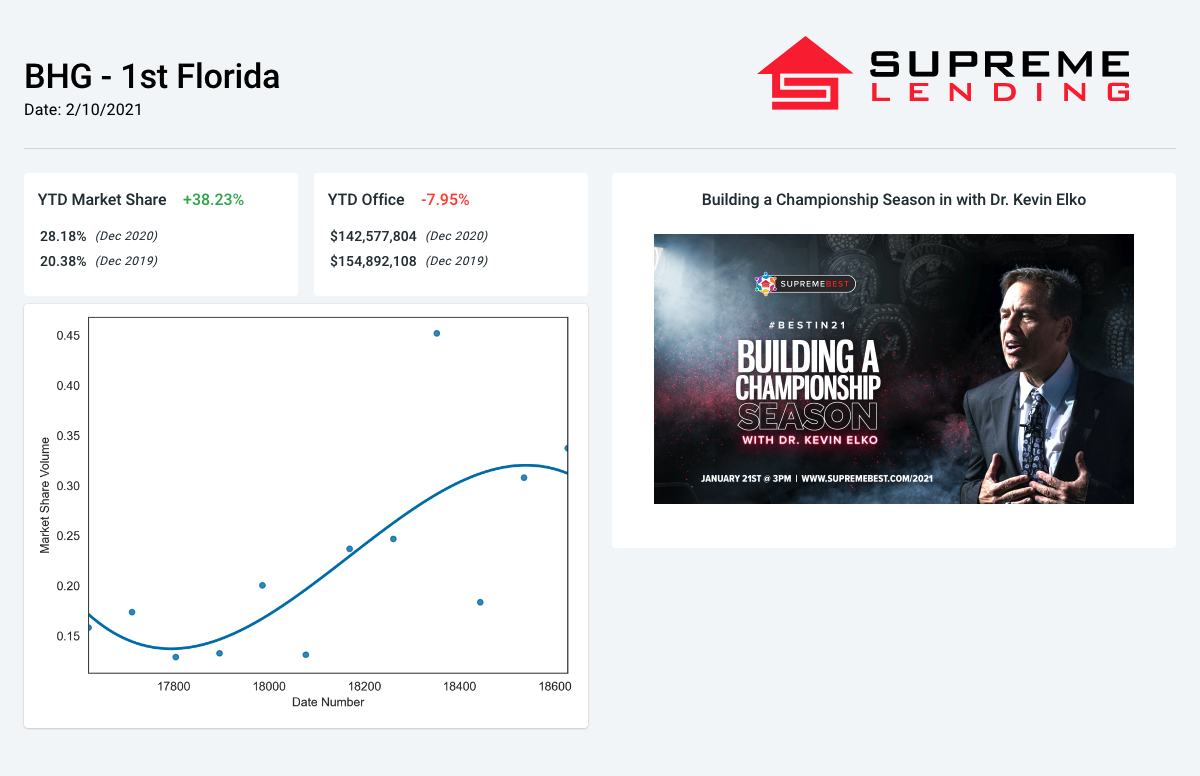 BHG - 1st Florida
Date: 2/10/2021
SUPREME
LENDING
YTD Market Share +38.23%
28.18% (Dec 2020)
20.38% (Dec 2019)
YTD Office -7.95%
$142,577,804 (Dec 2020)
$154,892,108 (Dec 2019)
Building a Championship Season in with Dr. Kevin Elko
SUPREMEBEST
#BESTIN21
BUILDING A
CHAMPIONSHIP
SEASON
WITH DR. KEVIN ELKO
JANUARY 21ST @ 3PM | WWW.SUPREMEBEST.COM/2021
Market Share Volume
0.45
0.40
0.35
0.30
0.25
0.20
0.15
17800 18000 18200 18400 18600
Date Number